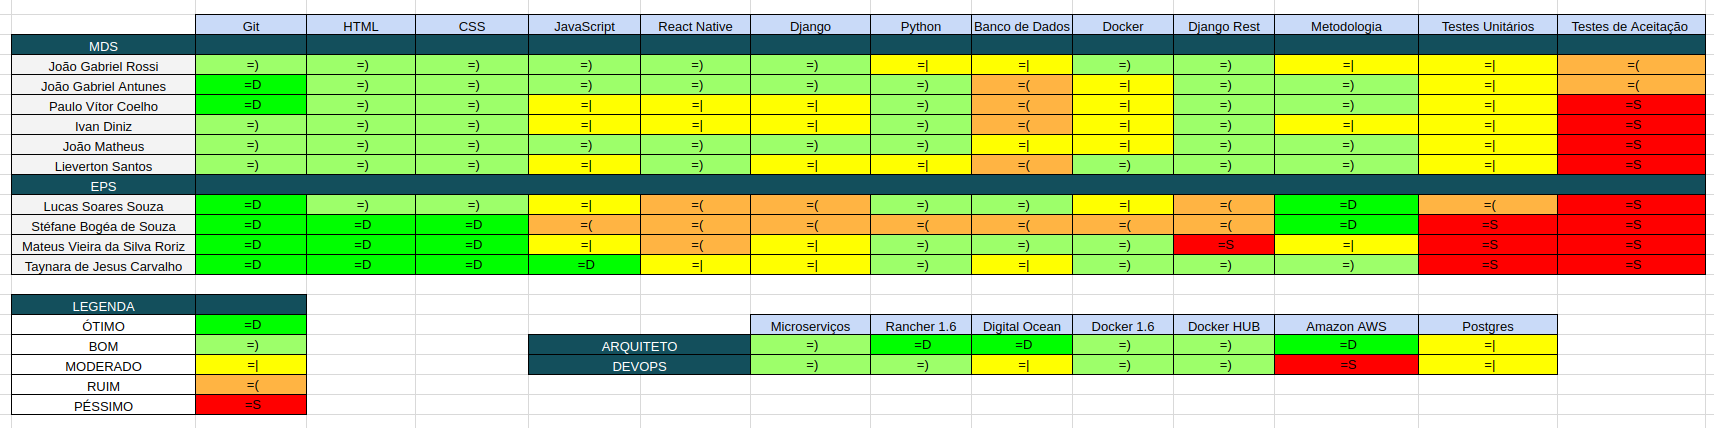 Git HTML CSS JavaScript React Native Django Python Banco de Dados Docker Django Rest Metodologia Testes Unitários Testes de Aceitação
MDS
João Gabriel Rossi =) =) =) =) =) =) =| =| =) =) =| =| =(
João Gabriel Antunes =D =) =) =) =) =) =) =( =| =) =) =| =(
Paulo Vítor Coelho =D =) =) =| =| =| =) =( =| =) =) =| =S
Ivan Diniz =) =) =) =| =| =| =) =( =| =) =| =| =S
João Matheus =) =) =) =) =) =) =) =| =| =) =) =| =S
Lieverton Santos =) =) =) =| =) =| =| =( =) =) =) =| =S
EPS
Lucas Soares Souza =D =) =) =| =( =( =) =) =| =( =D =( =S
Stéfane Bogéa de Souza =D =D =D =( =( =( =( =( =( =( =D =S =S
Mateus Vieira da Silva Roriz =D =D =D =| =( =| =) =) =) =S =| =S =S
Taynara de Jesus Carvalho =D =D =D =D =| =| =) =| =) =) =) =S =S
LEGENDA
ÓTIMO =D
BOM =)
MODERADO =|
RUIM =(
PÉSSIMO =S
Microserviços Rancher 1.6 Digital Ocean Docker 1.6 Docker HUB Amazon AWS Postgres
ARQUITETO =) =D =D =) =) =D =|
DEVOPS =) =) =| =) =) =S =|